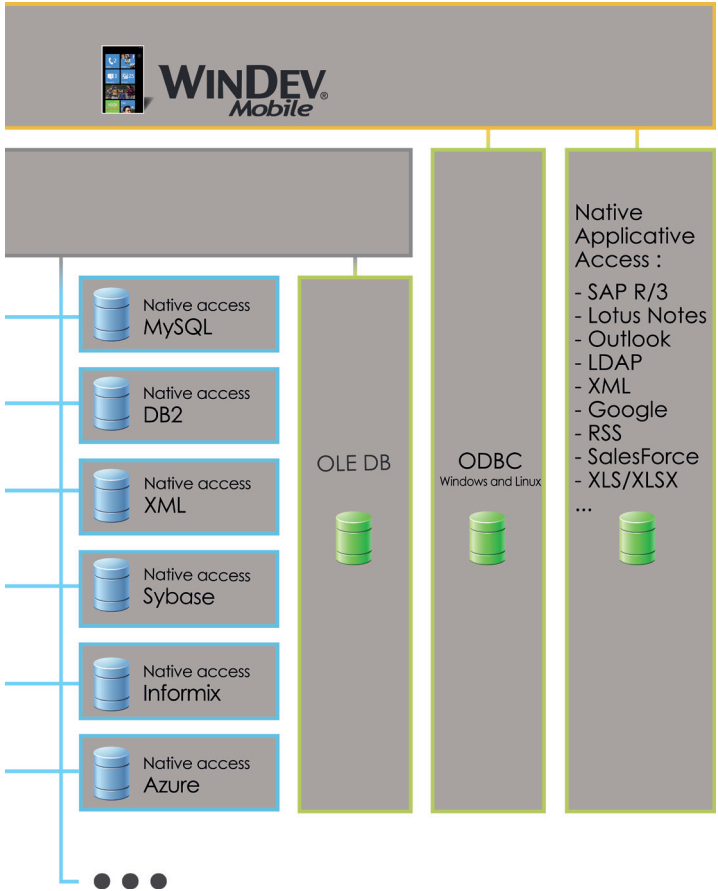 WINDEV®
Mobile
Native access
MySQL
Native access
DB2
Native access
XML
Native access
Sybase
Native access
Informix
Native access
Azure
OLE DB
ODBC
Windows and Linux
Native
Applicative
Access :
- SAP R/3
- Lotus Notes
- Outlook
- LDAP
- XML
- Google
- RSS
- SalesForce
- XLS/XLSX
...